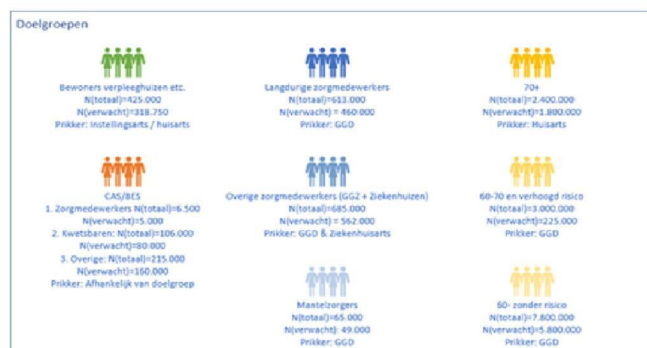 Doelgroepen
Bewoners verpleeghuizen etc.
N(totaal)=425.000
N(verwacht)=318.750
Prikker: Instellingsarts / huisarts
Langdurige zorgmedewerkers
N(totaal)=613.000
N(verwacht) = 460.000
Prikker: GGD
70+
N(totaal)=2.400.000
N(verwacht)=1.800.000
Prikker: Huisarts
CAS/BES
1. Zorgmedewerkers N(totaal)=6.500
N(verwacht)=5.000
2. Kwetsbaren: N(totaal)=106.000
N(verwacht)=80.000
3. Overige: N(totaal)=215.000
N(verwacht)=160.000
Prikker: Afhankelijk van doelgroep
Overige zorgmedewerkers (GGZ + Ziekenhuizen)
N(totaal)=685.000
N(verwacht) = 562.000
Prikker: GGD & Ziekenhuisarts
60-70 en verhoogd risico
N(totaal)=3.000.000
N(verwacht)=225.000
Prikker: GGD
Mantelzorgers
N(totaal)=65.000
N(verwacht): 49.000
Prikker: GGD
60- zonder risico
N(totaal)=7.800.000
N(verwacht)=5.800.000
Prikker: GGD